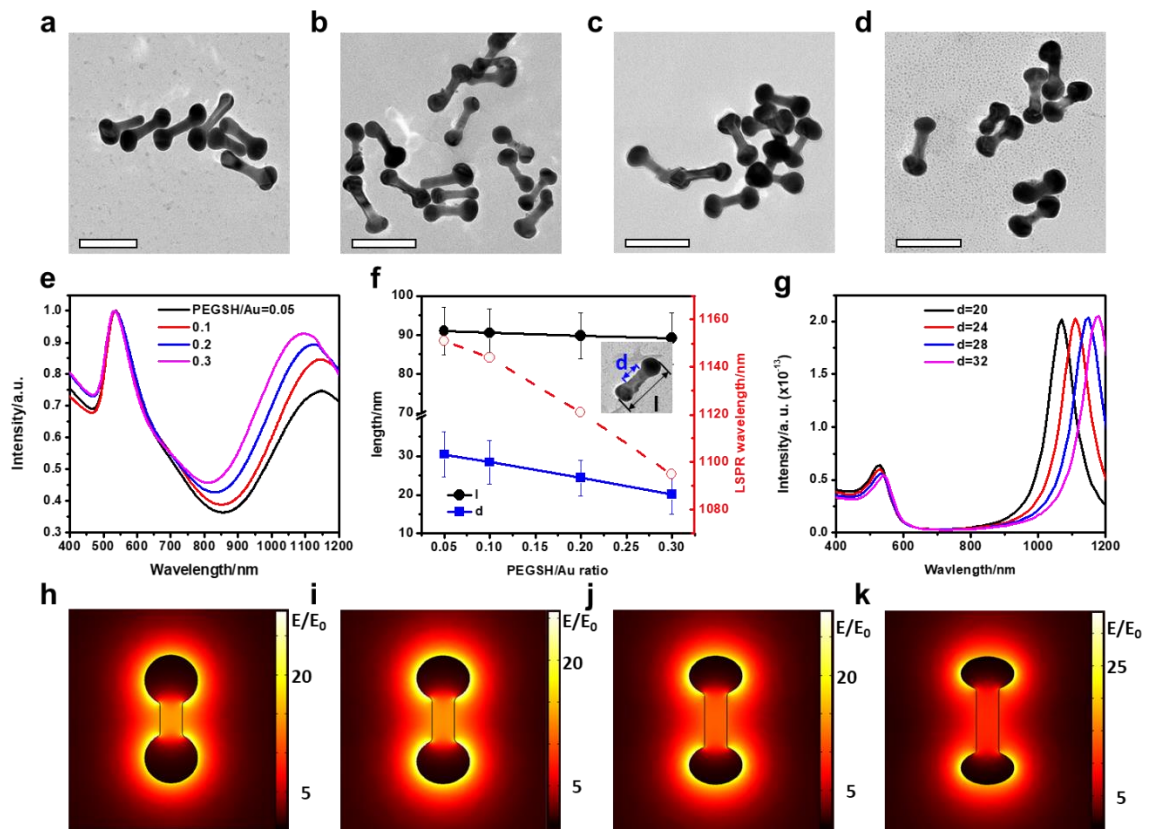 a b c d
e
1.0
0.9
0.8
0.7
0.6
0.5
0.4
0.3
Intensity/a.u.
PEGSH/Au=0.05
0.1
0.2
0.3
400 500 600 700 800 900 1000 1100 1200
Wavelength/nm
f
100
90
80
70
30
20
10
length/nm
d
l
l
d
1160
1140
1120
1100
1080
LSPR wavelength/nm
0.05 0.10 0.15 0.20 0.25 0.30
PEGSH/Au ratio
g
2.0
1.5
1.0
0.5
0.0
Intensity/a. u. (x10⁻¹³)
d=20
d=24
d=28
d=32
400 600 800 1000 1200
Wavlength/nm
h i j k
E/E₀ E/E₀ E/E₀ E/E₀
20 20 20 25
5 5 5 5